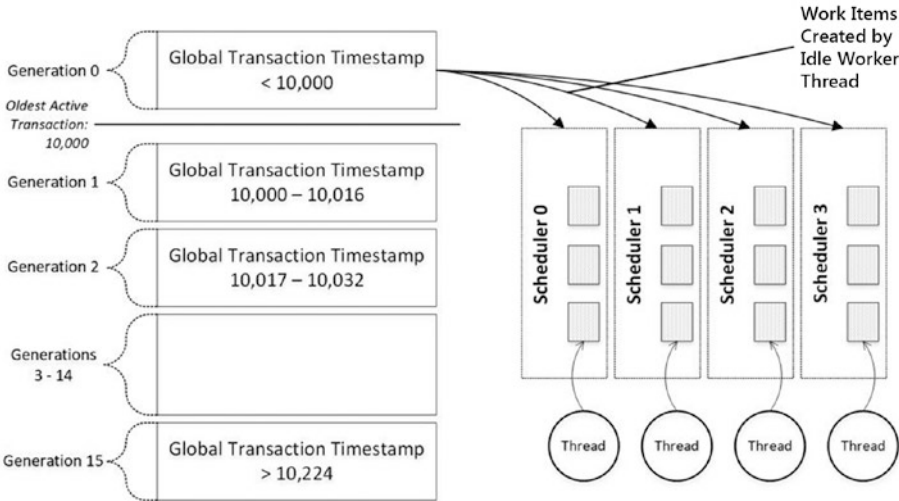 Generation 0
Global Transaction Timestamp
< 10,000
Oldest Active
Transaction:
10,000
Generation 1
Global Transaction Timestamp
10,000 – 10,016
Generation 2
Global Transaction Timestamp
10,017 – 10,032
Generations
3 - 14
Generation 15
Global Transaction Timestamp
> 10,224
Work Items
Created by
Idle Worker
Thread
Scheduler 0
Scheduler 1
Scheduler 2
Scheduler 3
Thread
Thread
Thread
Thread